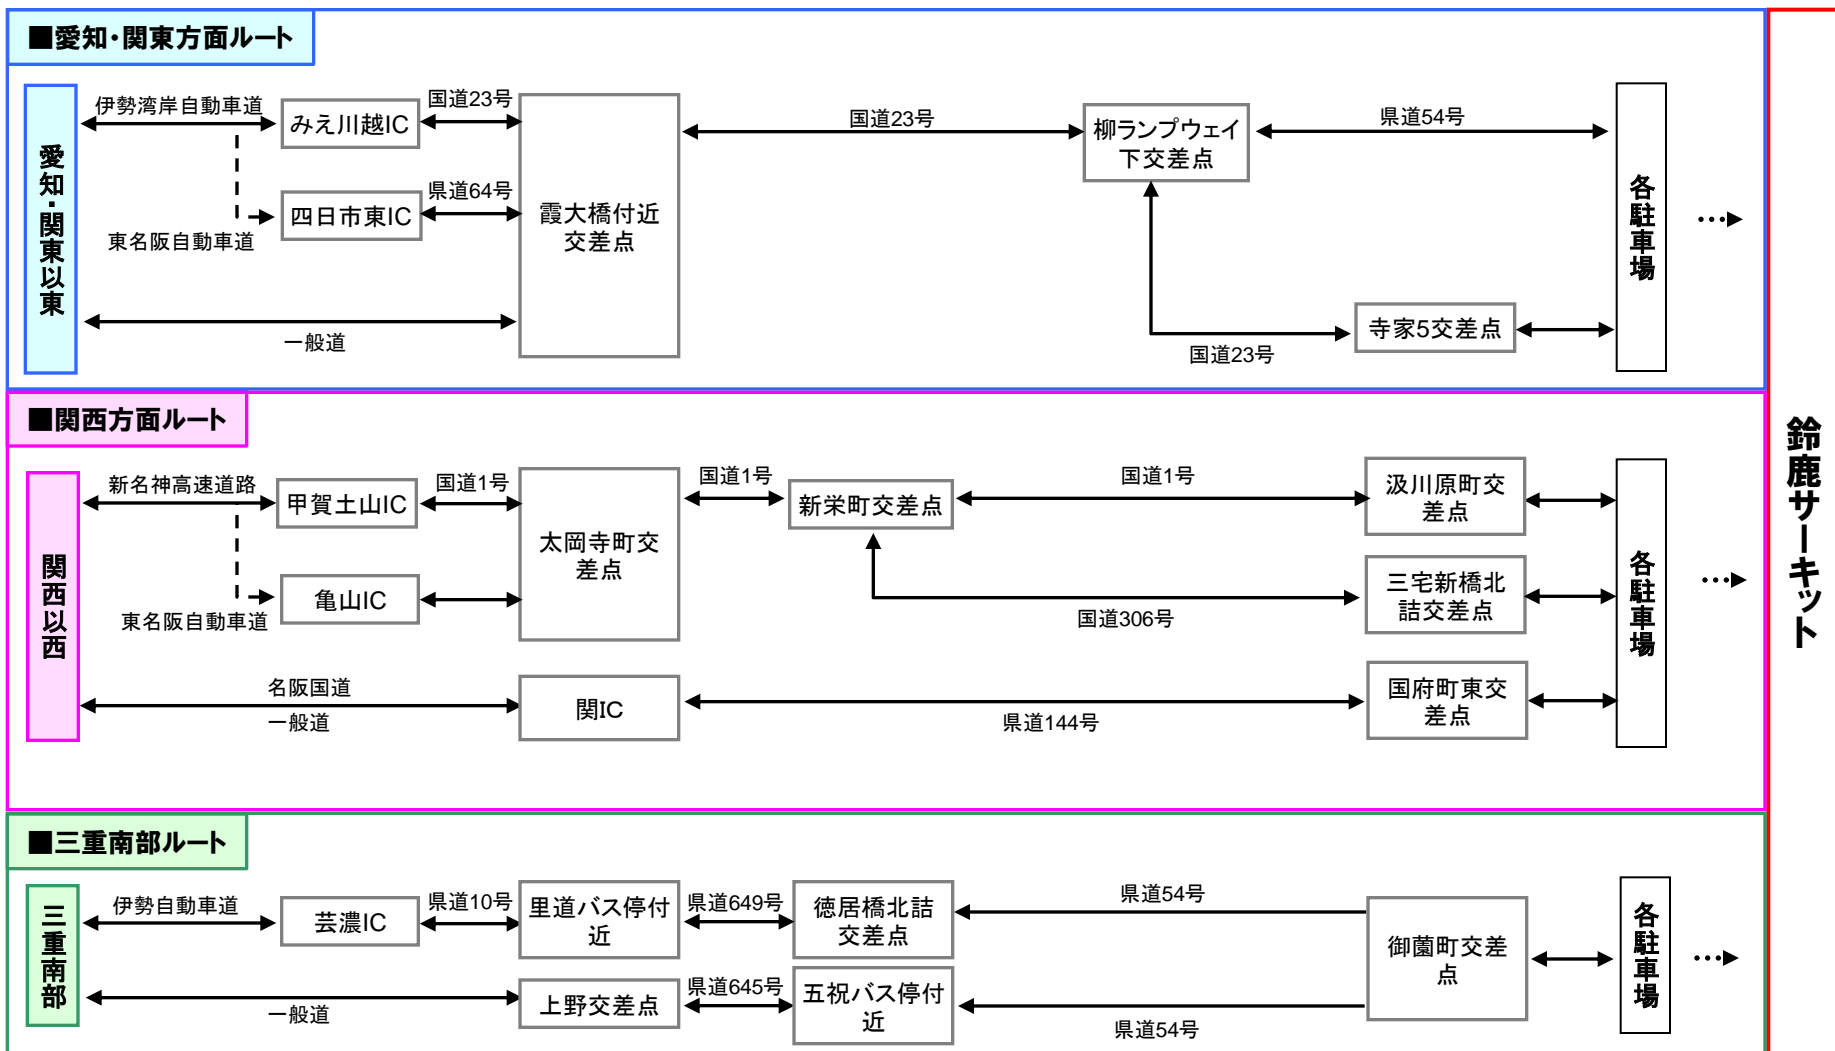 ■愛知・関東方面ルート
愛知・関東以東
伊勢湾岸自動車道
みえ川越IC
国道23号
東名阪自動車道
四日市東IC
県道64号
一般道
霞大橋付近
交差点
国道23号
柳ランプウェイ
下交差点
県道54号
国道23号
寺家5交差点
各駐車場
…
■関西方面ルート
関西以西
新名神高速道路
甲賀土山IC
国道1号
東名阪自動車道
亀山IC
太岡寺町交
差点
国道1号
新栄町交差点
国道1号
汲川原町交
差点
国道306号
三宅新橋北
詰交差点
名阪国道
一般道
関IC
県道144号
国府町東交
差点
各駐車場
…
■三重南部ルート
三重南部
伊勢自動車道
芸濃IC
県道10号
里道バス停付
近
県道649号
徳居橋北詰
交差点
県道54号
一般道
上野交差点
県道645号
五祝バス停付
近
県道54号
御薗町交差
点
各駐車場
…
鈴鹿サーキット